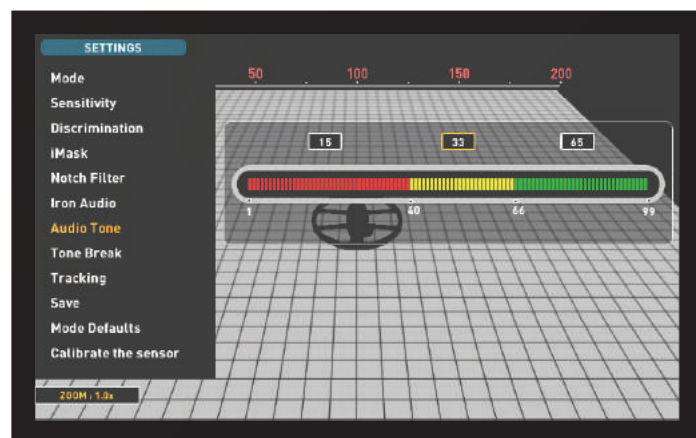 SETTINGS
Mode
Sensitivity
Discrimination
iMask
Notch Filter
Iron Audio
Audio Tone
Tone Break
Tracking
Save
Mode Defaults
Calibrate the sensor
ZOOM : 1.0x
50 100 150 200
15 33 65
1 40 66 99